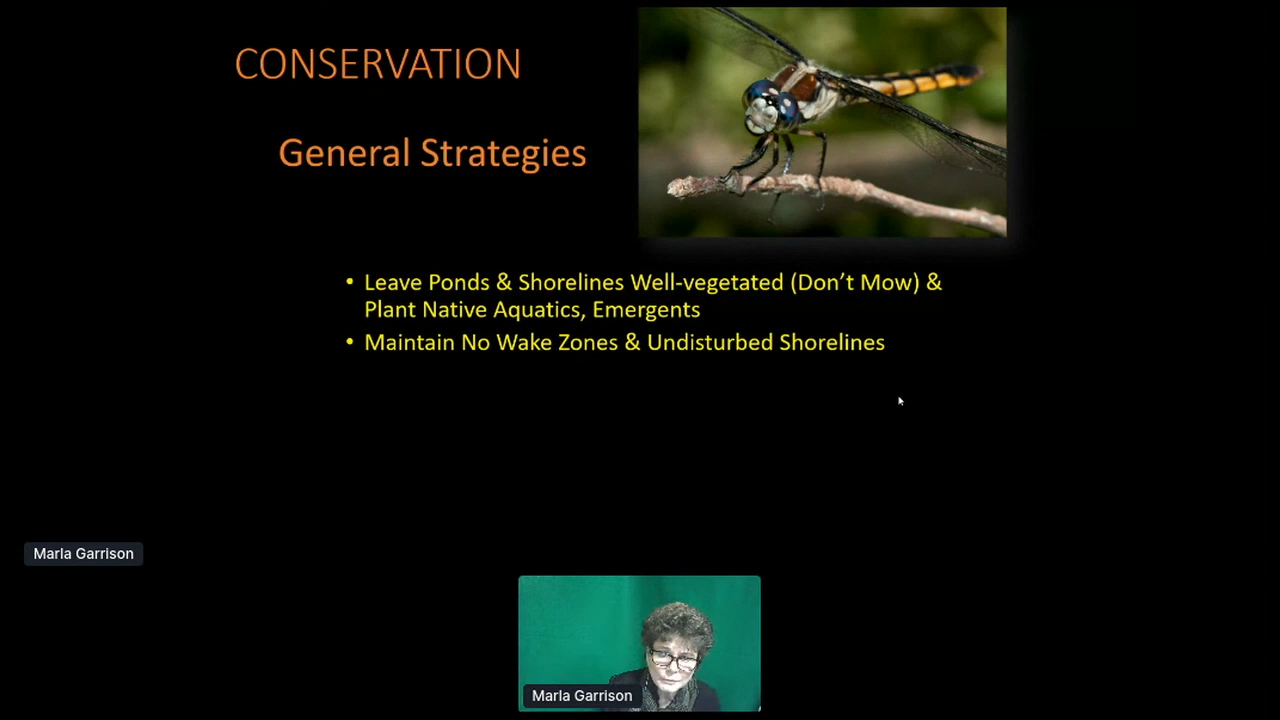 CONSERVATION
General Strategies
• Leave Ponds & Shorelines Well-vegetated (Don’t Mow) &
Plant Native Aquatics, Emergents
• Maintain No Wake Zones & Undisturbed Shorelines
Marla Garrison
Marla Garrison